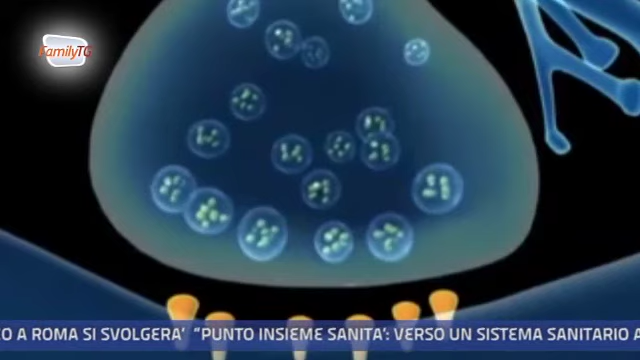 FamilyTG
A ROMA SI SVOLGERA' "PUNTO INSIEME SANITA': VERSO UN SISTEMA SANITARIO